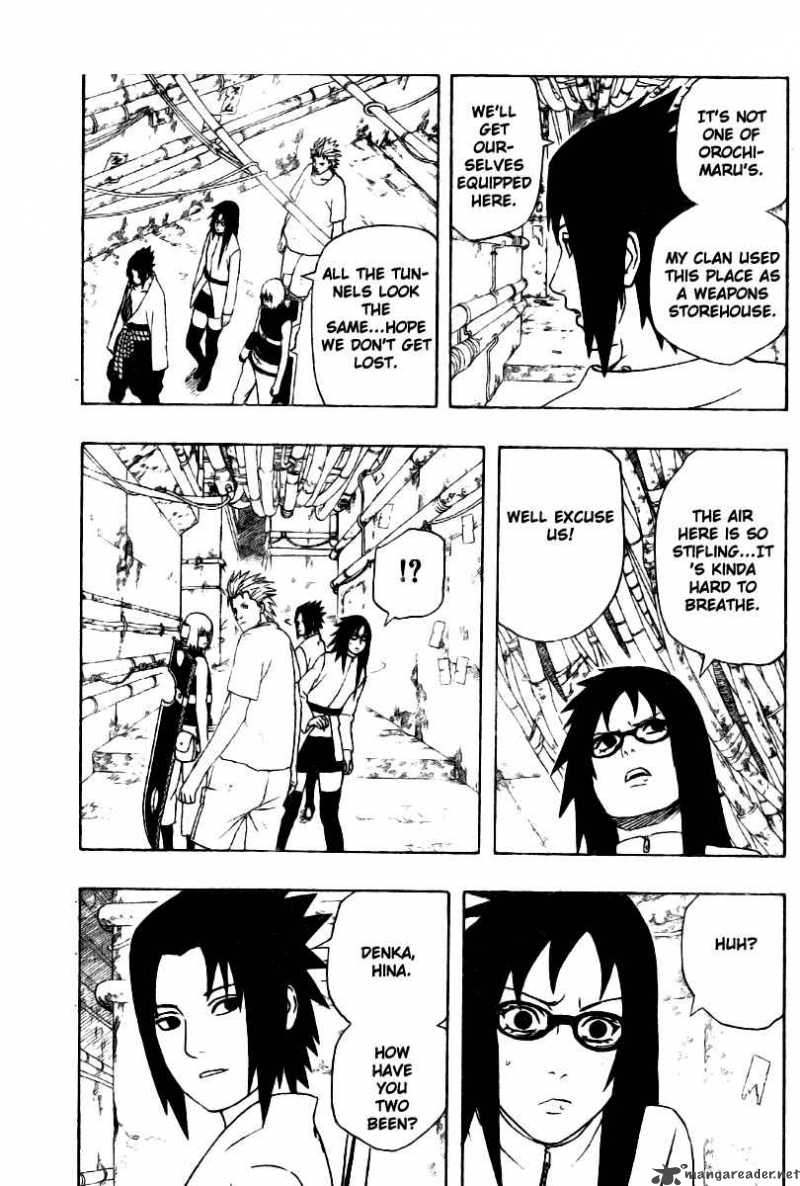 IT'S NOT
ONE OF
OROCHI-
MARU'S.
MY CLAN USED
THIS PLACE AS
A WEAPONS
STOREHOUSE.
WE'LL
GET
OUR-
SELVES
EQUIPPED
HERE.
ALL THE TUN-
NELS LOOK
THE
SAME...HOPE
WE DON'T GET
LOST.
THE AIR
HERE IS SO
STIFLING...IT
'S KINDA
HARD TO
BREATHE.
WELL EXCUSE
US!
!?
HUH?
DENKA,
HINA.
HOW
HAVE
YOU
TWO
BEEN?
mangareader.net